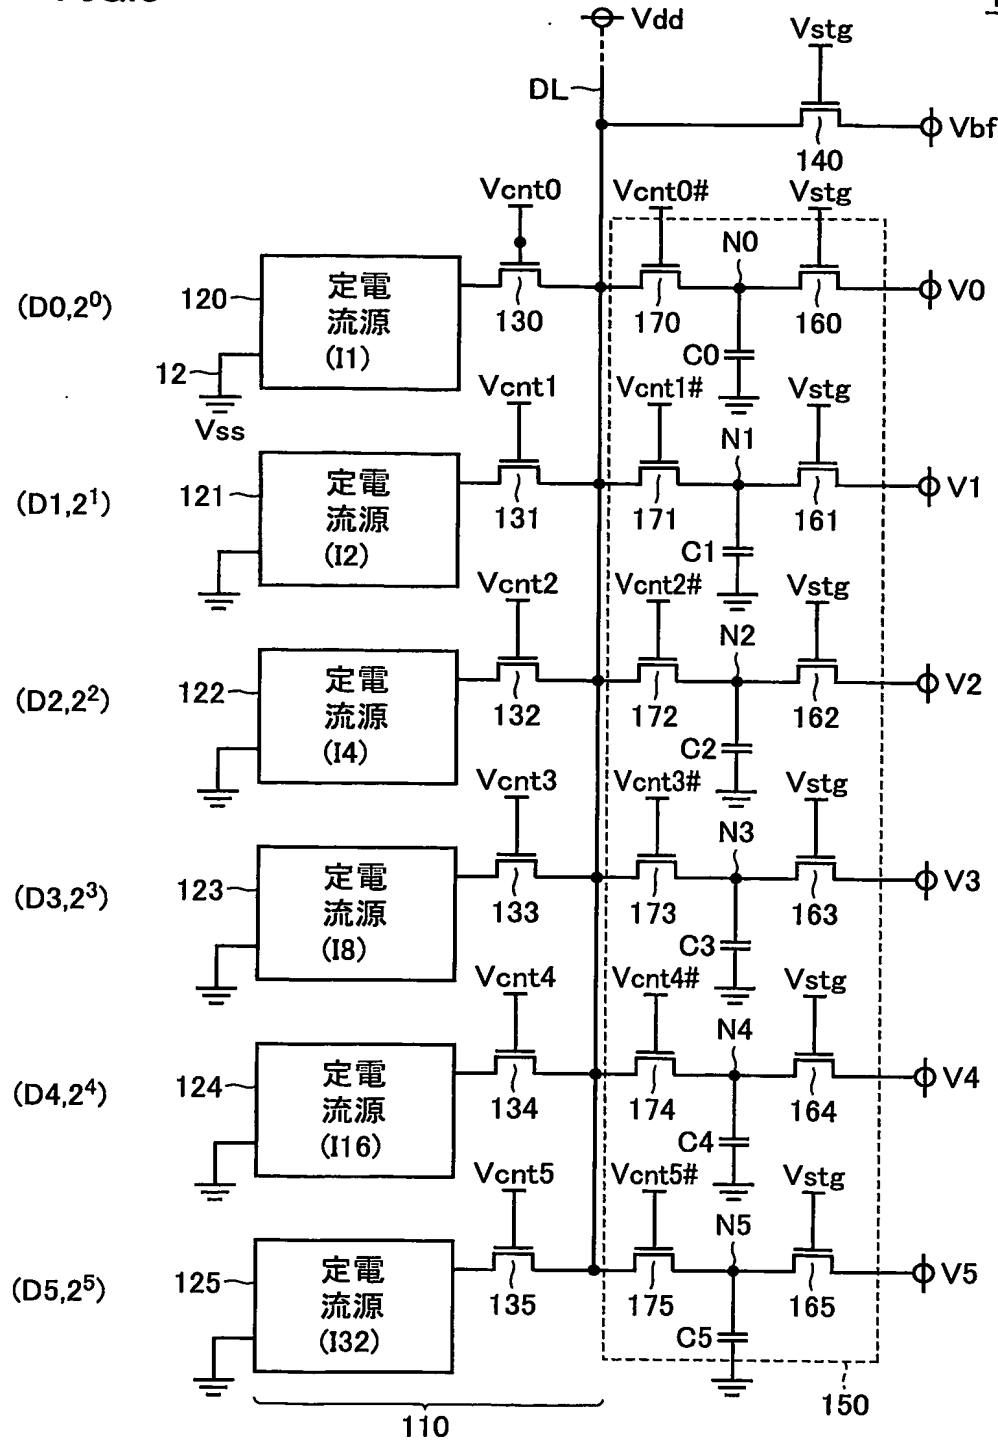 Vdd
Vstg
DL
Vbf
140
Vcnt0
Vcnt0#
Vstg
N0
(D0,2⁰)
120
定電
流源
(I1)
130
170
160
V0
C0
12
Vss
Vcnt1
Vcnt1#
Vstg
N1
(D1,2¹)
121
定電
流源
(I2)
131
171
161
V1
C1
Vcnt2
Vcnt2#
Vstg
N2
(D2,2²)
122
定電
流源
(I4)
132
172
162
V2
C2
Vcnt3
Vcnt3#
Vstg
N3
(D3,2³)
123
定電
流源
(I8)
133
173
163
V3
C3
Vcnt4
Vcnt4#
Vstg
N4
(D4,2⁴)
124
定電
流源
(I16)
134
174
164
V4
C4
Vcnt5
Vcnt5#
Vstg
N5
(D5,2⁵)
125
定電
流源
(I32)
135
175
165
V5
C5
150
110